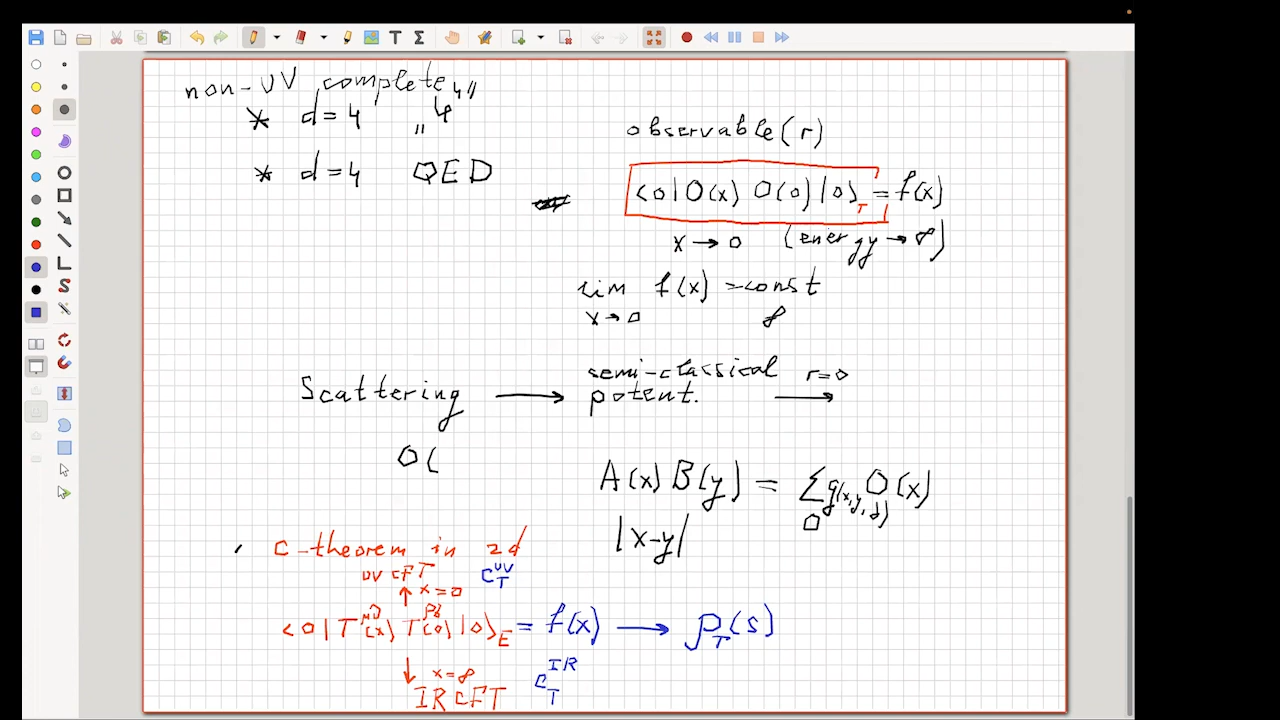 non-UV complete
* d=4 "φ⁴"
* d=4 QED
observable(r)
<0|O(x) O(0)|0>_T = f(x)
x→0 (energy→∞)
lim f(x) = const
x→0 ∞
Scattering → semi-classical potent. r=0 →
O(
A(x) B(y) = Σ_O g(x,y,∂) O(x)
|x-y|
C-theorem in 2d
UV CFT C_T^UV
↑ x=0
<0|T^{μν}(x) T^{ρσ}(0)|0>_E = f(x) → ρ_T(s)
↓ x=∞ C_T^IR
IR CFT